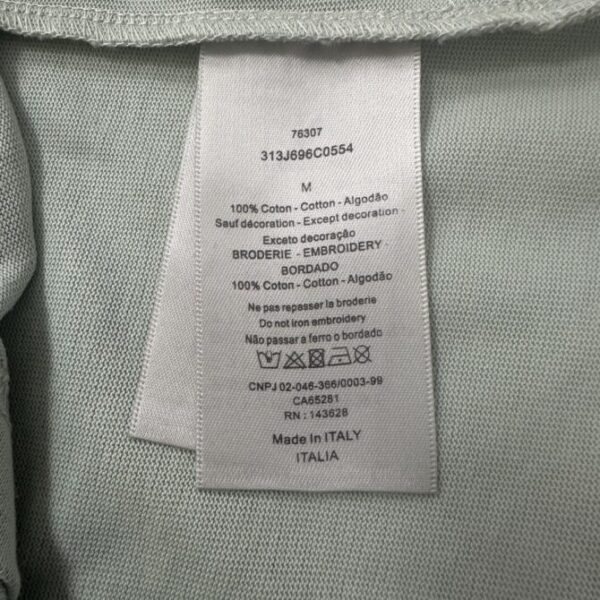 76307
313J696C0554
M
100% Coton - Cotton - Algodão
Sauf décoration - Except decoration -
Exceto decoração
BRODERIE - EMBROIDERY -
BORDADO
100% Coton - Cotton - Algodão
Ne pas repasser la broderie
Do not iron embroidery
Não passar a ferro o bordado
CNPJ 02-046-366/0003-99
CA65281
RN : 143628
Made In ITALY
ITALIA